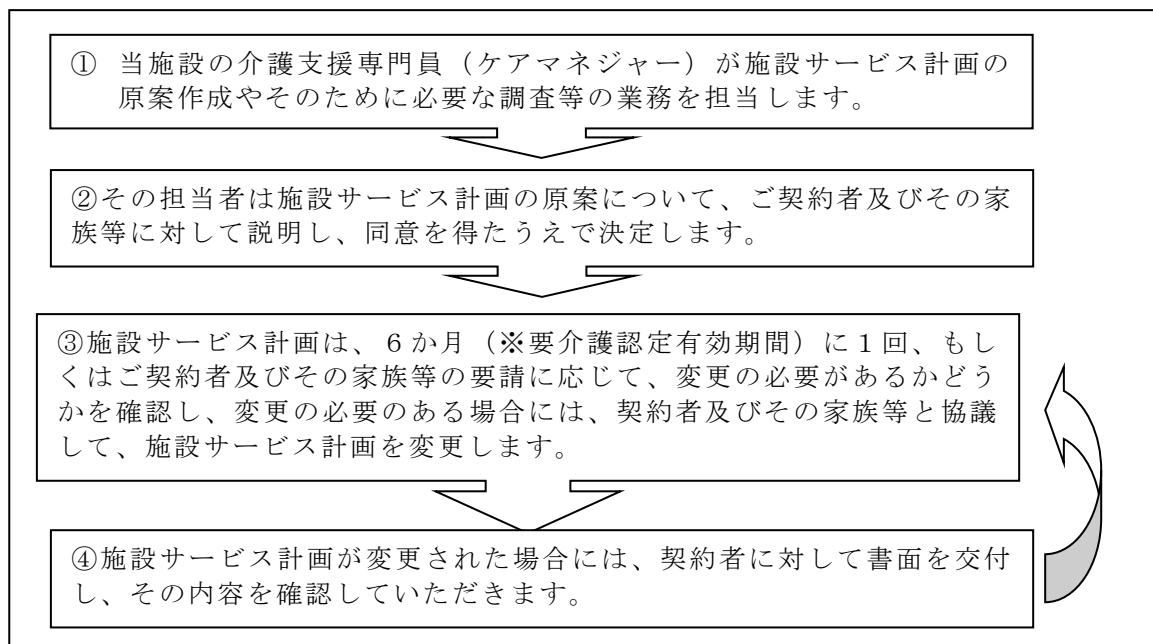 ① 当施設の介護支援専門員（ケアマネジャー）が施設サービス計画の
原案作成やそのために必要な調査等の業務を担当します。
②その担当者は施設サービス計画の原案について、ご契約者及びその家
族等に対して説明し、同意を得たうえで決定します。
③施設サービス計画は、６か月（※要介護認定有効期間）に１回、もし
くはご契約者及びその家族等の要請に応じて、変更の必要があるかどう
かを確認し、変更の必要のある場合には、契約者及びその家族等と協議
して、施設サービス計画を変更します。
④施設サービス計画が変更された場合には、契約者に対して書面を交付
し、その内容を確認していただきます。